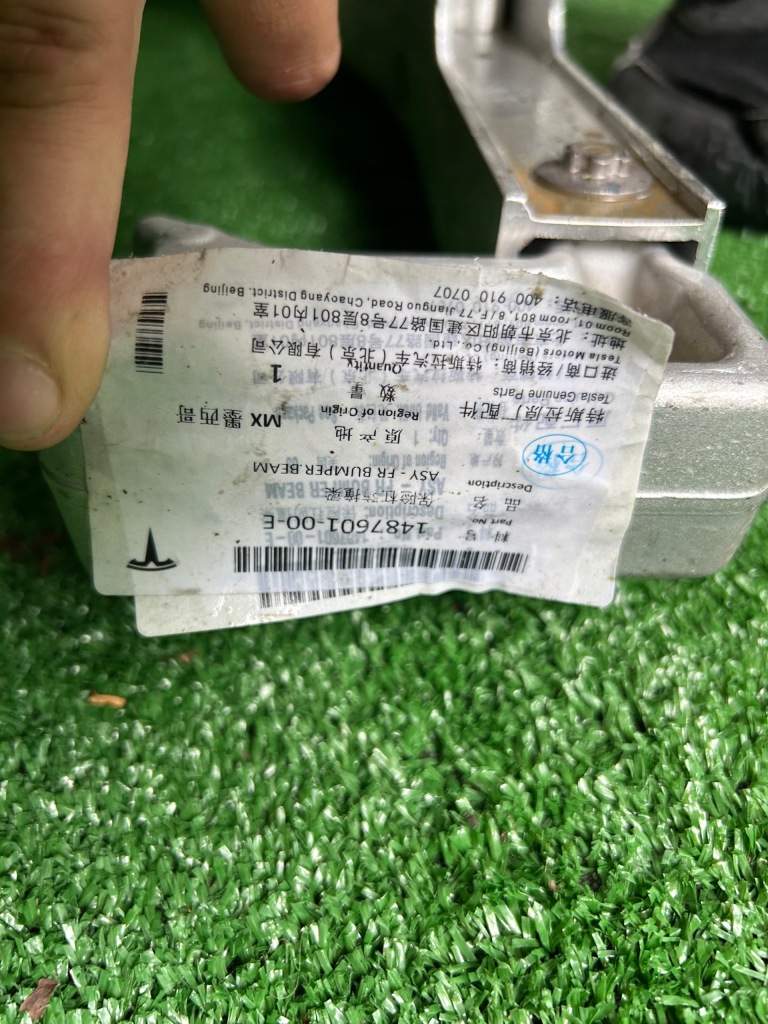 料号
Part No
1487601-00-E
品名
Description
保险杠防撞梁
ASY - FR BUMPER BEAM
合格
原产地
Region of Origin
MX 墨西哥
特斯拉原厂配件
Tesla Genuine Parts
数量
Quantity
1
进口商/经销商：特斯拉汽车（北京）有限公司
Tesla Motors (Beijing) Co., Ltd.
地址：北京市朝阳区建国路77号8层801内01室
Room 01, room 801, 8/F, 77 Jianguo Road, Chaoyang District. Beijing
客服电话：400 910 0707